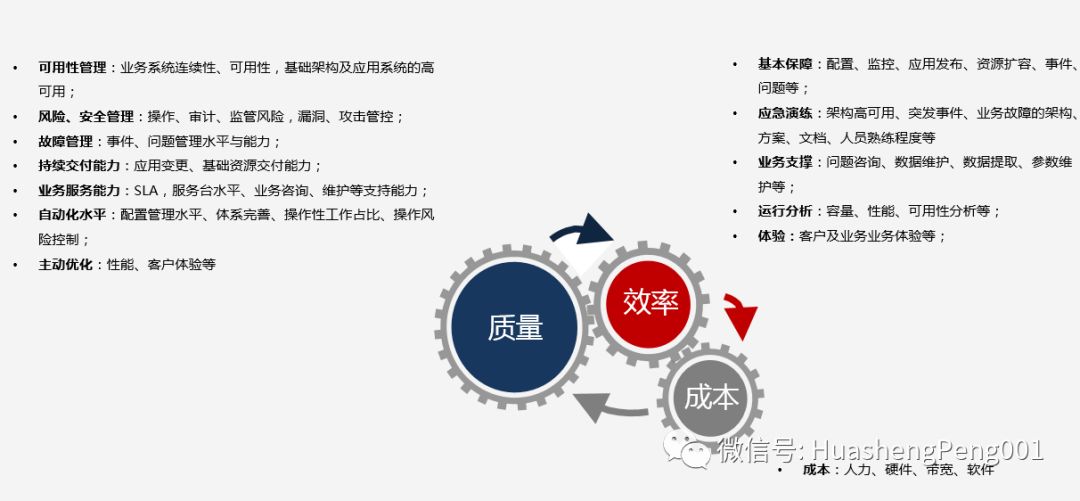 • 可用性管理：业务系统连续性、可用性，基础架构及应用系统的高
可用；
• 风险、安全管理：操作、审计、监管风险，漏洞、攻击管控；
• 故障管理：事件、问题管理水平与能力；
• 持续交付能力：应用变更、基础资源交付能力；
• 业务服务能力：SLA，服务台水平、业务咨询、维护等支持能力；
• 自动化水平：配置管理水平、体系完善、操作性工作占比、操作风
险控制；
• 主动优化：性能、客户体验等
• 基本保障：配置、监控、应用发布、资源扩容、事件、
问题等；
• 应急演练：架构高可用、突发事件、业务故障的架构、
方案、文档、人员熟练程度等
• 业务支撑：问题咨询、数据维护、数据提取、参数维
护等；
• 运行分析：容量、性能、可用性分析等；
• 体验：客户及业务业务体验等；
质量
效率
成本
微信号: HuashengPeng001
• 成本：人力、硬件、带宽、软件